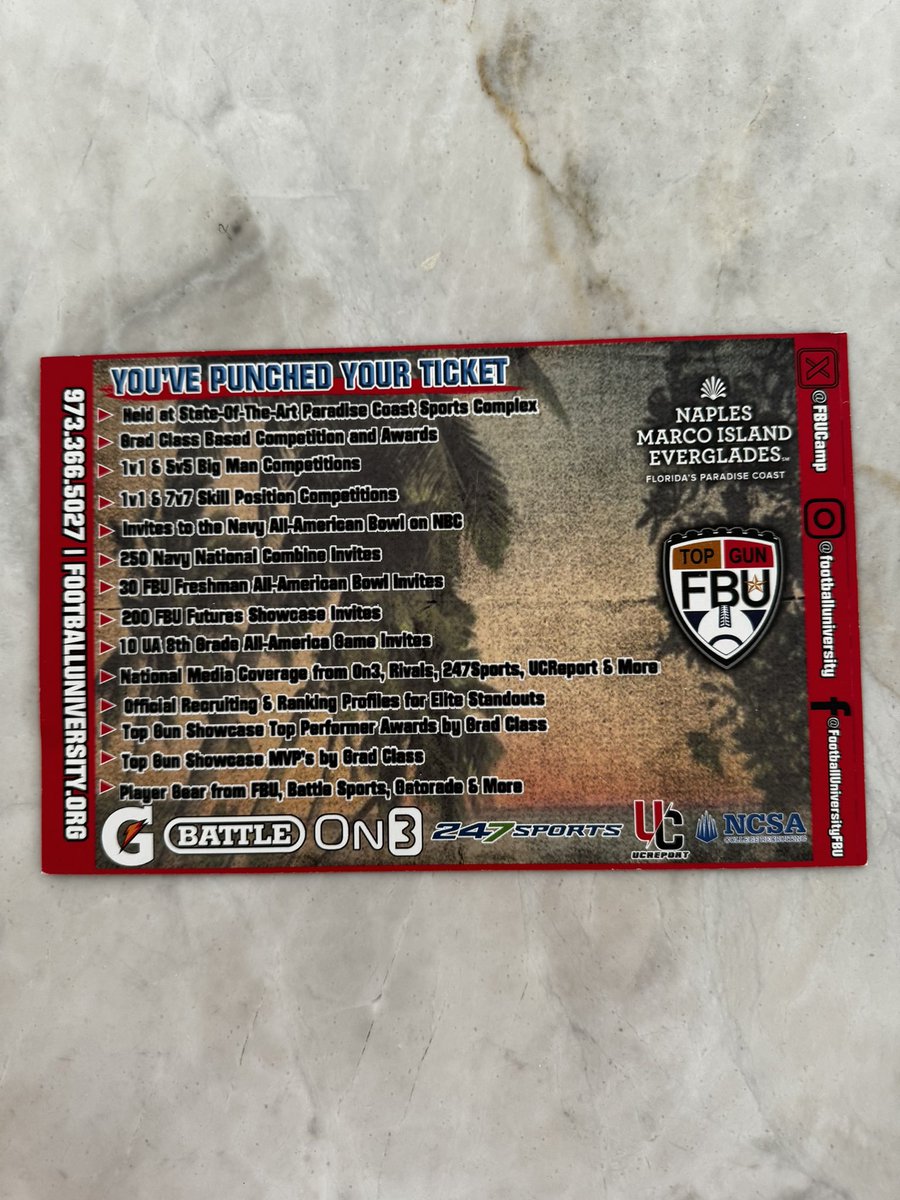 YOU'VE PUNCHED YOUR TICKET
Held at State-Of-The-Art Paradise Coast Sports Complex
Grad Class Based Competition and Awards
1v1 & 5v5 Big Man Competitions
1v1 & 7v7 Skill Position Competitions
Invites to the Navy All-American Bowl on NBC
250 Navy National Combine Invites
30 FBU Freshman All-American Bowl Invites
200 FBU Futures Showcase Invites
10 UA 8th Grade All-America Game Invites
National Media Coverage from On3, Rivals, 247Sports, UCReport & More
Official Recruiting & Ranking Profiles for Elite Standouts
Top Gun Showcase Top Performer Awards by Grad Class
Top Gun Showcase MVP's by Grad Class
Player Gear from FBU, Battle Sports, Gatorade & More
NAPLES
MARCO ISLAND
EVERGLADES
FLORIDA'S PARADISE COAST
TOP GUN
FBU
G
BATTLE
ON3
247SPORTS
UC
UCREPORT
NCSA
COLLEGE RECRUITING
973.366.5027 | FOOTBALLUNIVERSITY.ORG
X
@FBUCamp
@footballuniversity
f
@FootballUniversityFBU